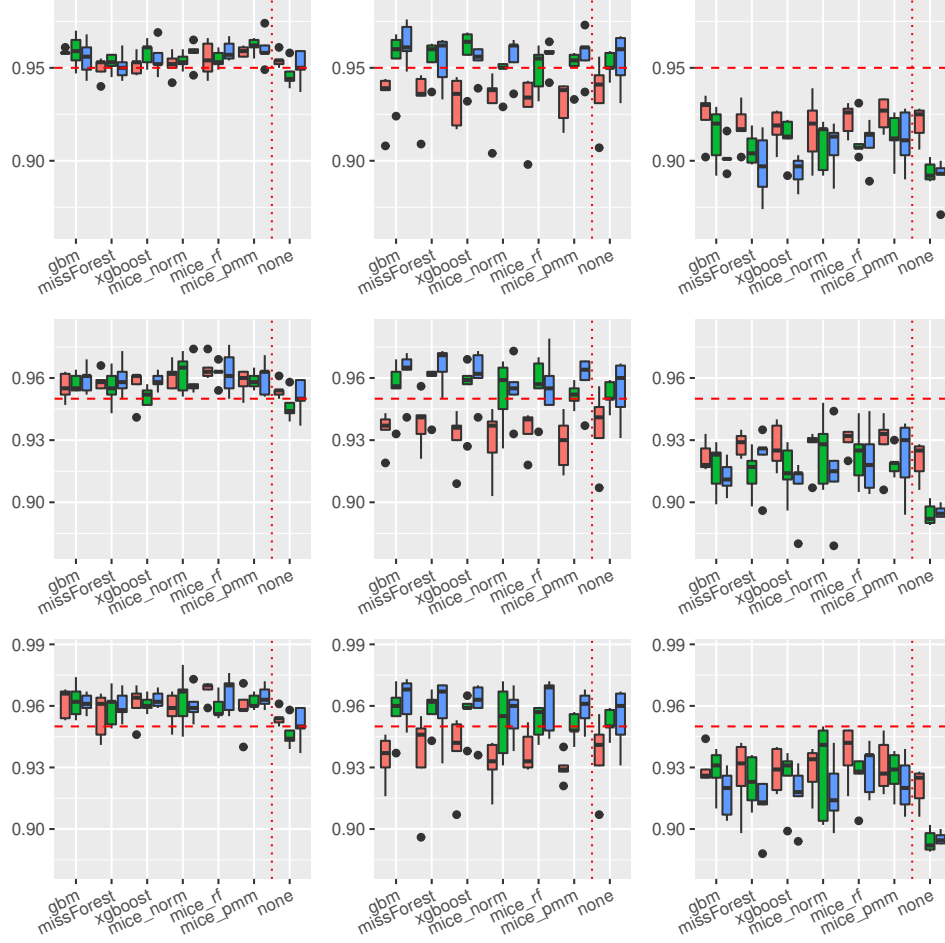 0.95
0.90
gbm
missForest
xgboost
mice_norm
mice_rf
mice_pmm
none
0.95
0.90
gbm
missForest
xgboost
mice_norm
mice_rf
mice_pmm
none
0.95
0.90
gbm
missForest
xgboost
mice_norm
mice_rf
mice_pmm
none
0.96
0.93
0.90
gbm
missForest
xgboost
mice_norm
mice_rf
mice_pmm
none
0.96
0.93
0.90
gbm
missForest
xgboost
mice_norm
mice_rf
mice_pmm
none
0.96
0.93
0.90
gbm
missForest
xgboost
mice_norm
mice_rf
mice_pmm
none
0.99
0.96
0.93
0.90
gbm
missForest
xgboost
mice_norm
mice_rf
mice_pmm
none
0.99
0.96
0.93
0.90
gbm
missForest
xgboost
mice_norm
mice_rf
mice_pmm
none
0.99
0.96
0.93
0.90
gbm
missForest
xgboost
mice_norm
mice_rf
mice_pmm
none